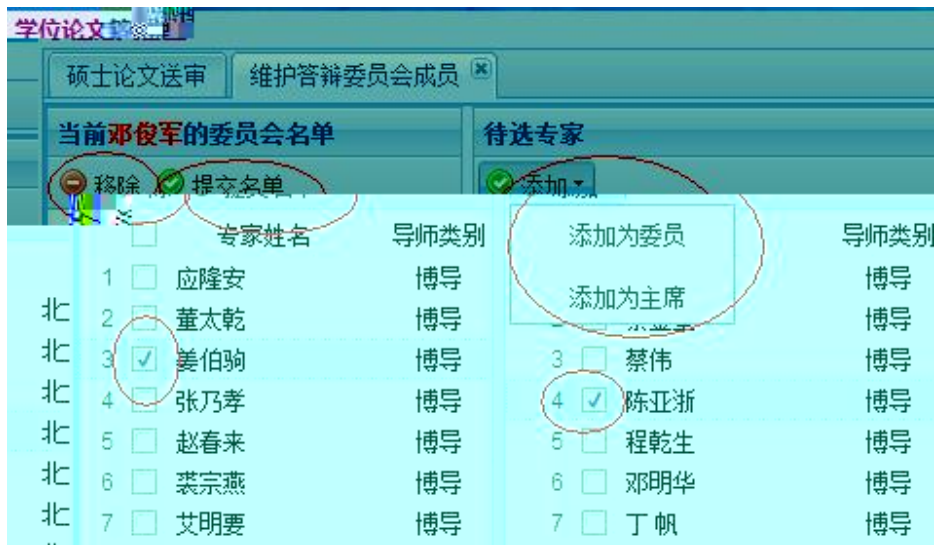 学位论文
硕士论文送审 维护答辩委员会成员
当前邓俊军的委员会名单 待选专家
移除 提交名单 添加
专家姓名 导师类别 添加为委员 导师类别
1 应隆安 博导 博导
添加为主席
北 2 董太乾 博导 博导
北 3 姜伯驹 博导 3 蔡伟 博导
北 4 张乃孝 博导 4 陈亚浙 博导
北 5 赵春来 博导 5 程乾生 博导
北 6 裘宗燕 博导 6 邓明华 博导
北 7 艾明要 博导 7 丁帆 博导